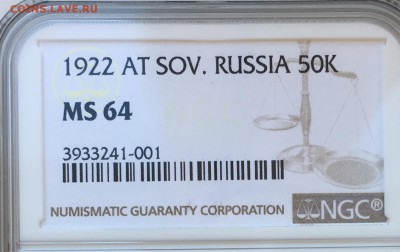 COINS.LAVE.RU
1922 AT SOV. RUSSIA 50K
MS 64
3933241-001
NUMISMATIC GUARANTY CORPORATION NGC®